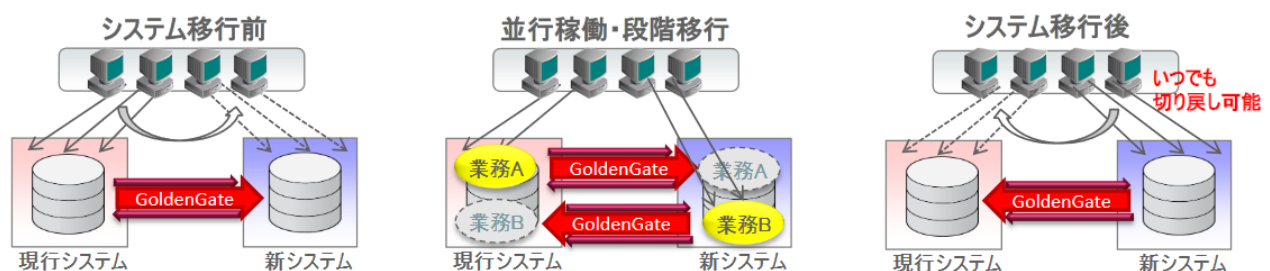 システム移行前
GoldenGate
現行システム
新システム
並行稼働・段階移行
業務A
GoldenGate
業務A
業務B
GoldenGate
業務B
現行システム
新システム
システム移行後
いつでも
切り戻し可能
GoldenGate
現行システム
新システム